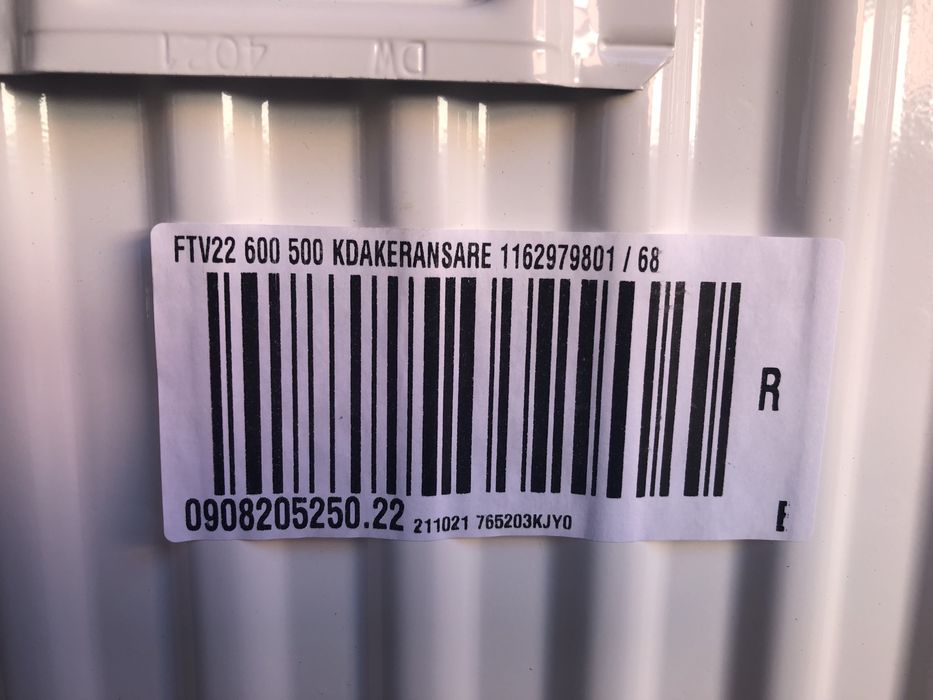 DW 4021
FTV22 600 500 KDAKERANSARE 1162979801 / 68
R
0908205250.22 211021 765203KJY0